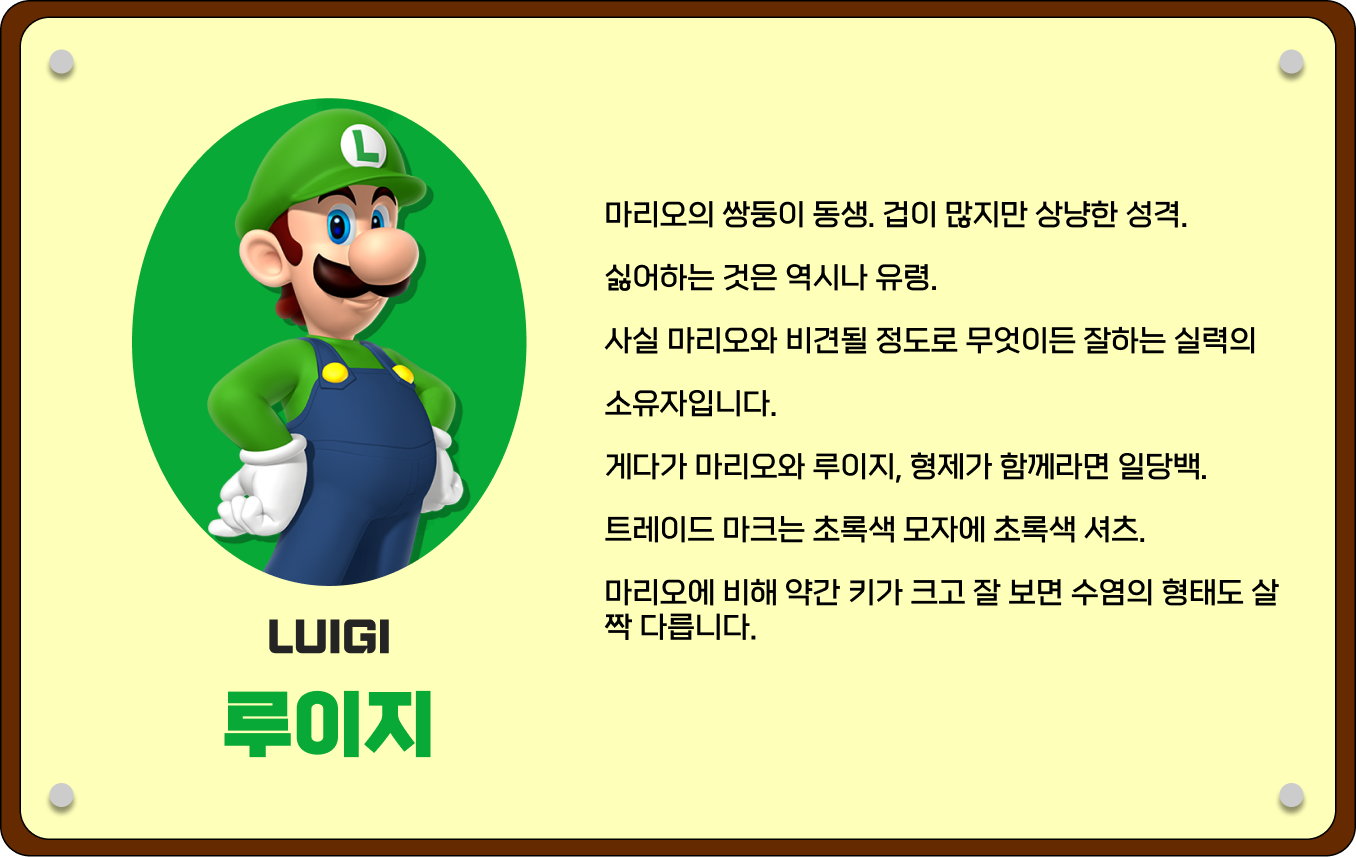 L
LUIGI
루이지
마리오의 쌍둥이 동생. 겁이 많지만 상냥한 성격.
싫어하는 것은 역시나 유령.
사실 마리오와 비견될 정도로 무엇이든 잘하는 실력의
소유자입니다.
게다가 마리오와 루이지, 형제가 함께라면 일당백.
트레이드 마크는 초록색 모자에 초록색 셔츠.
마리오에 비해 약간 키가 크고 잘 보면 수염의 형태도 살
짝 다릅니다.